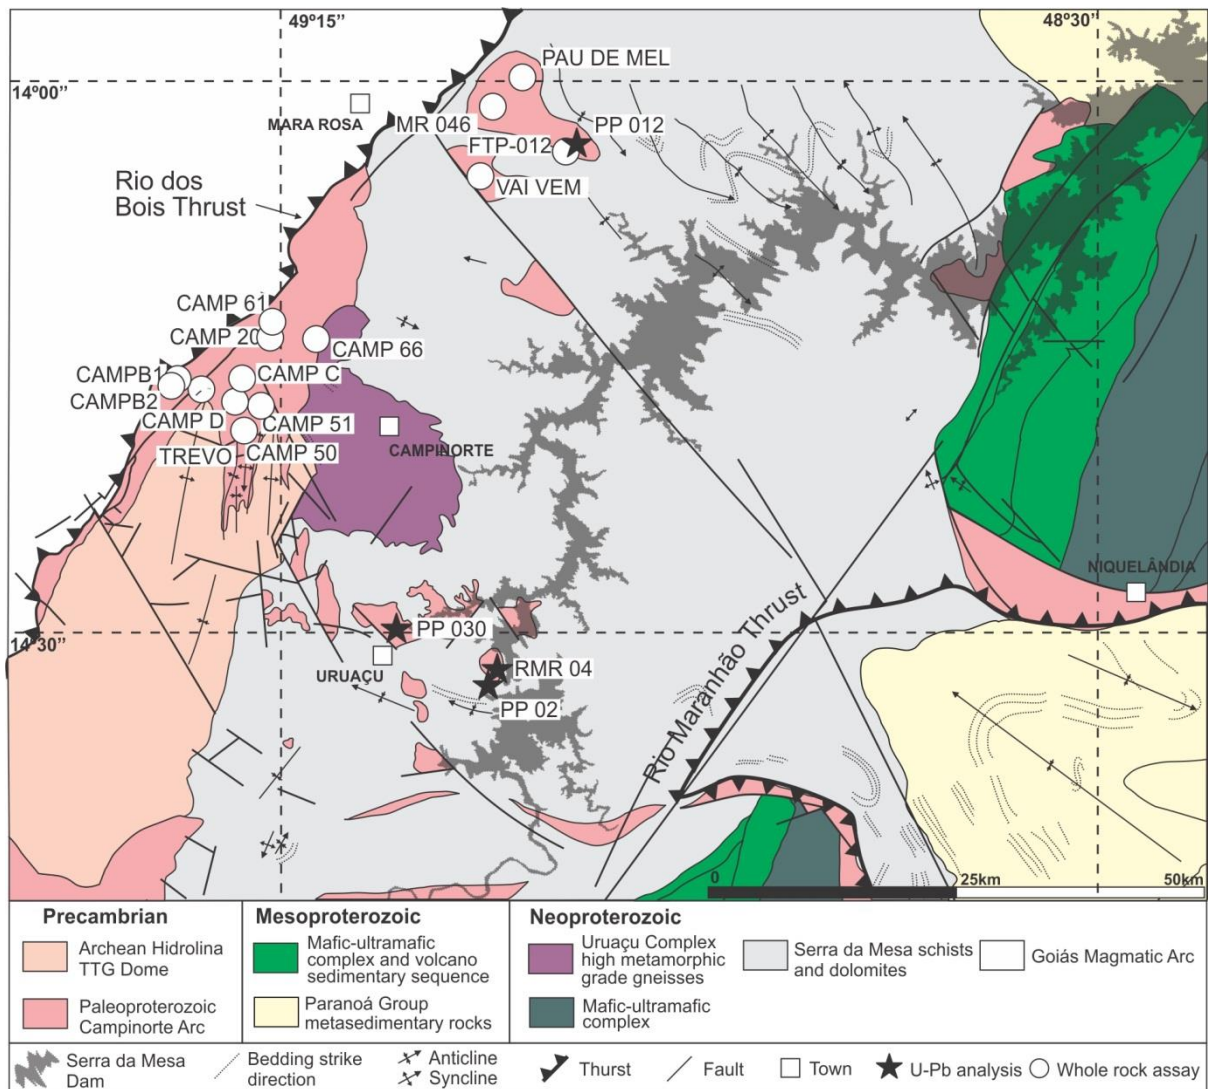 49º15”
48º30”
14º00”
PAU DE MEL
MARA ROSA
MR 046
PP 012
FTP-012
VAI VEM
Rio dos
Bois Thrust
CAMP 61
CAMP 20
CAMP 66
CAMPB1
CAMP C
CAMPB2
CAMP D
CAMP 51
CAMPINORTE
TREVO
CAMP 50
NIQUELÂNDIA
Rio Maranhão Thrust
PP 030
14º30”
URUAÇU
RMR 04
PP 02
0
25km
50km
Precambrian
Archean Hidrolina
TTG Dome
Paleoproterozoic
Campinorte Arc
Mesoproterozoic
Mafic-ultramafic
complex and volcano
sedimentary sequence
Paranoá Group
metasedimentary rocks
Neoproterozoic
Uruaçu Complex
high metamorphic
grade gneisses
Mafic-ultramafic
complex
Serra da Mesa schists
and dolomites
Goiás Magmatic Arc
Serra da Mesa
Dam
Bedding strike
direction
Anticline
Syncline
Thurst
Fault
Town
U-Pb analysis
Whole rock assay